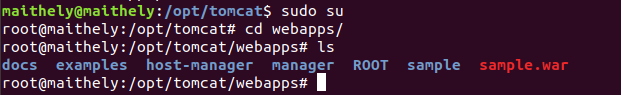 maithely@maithely:/opt/tomcat$ sudo su
root@maithely:/opt/tomcat# cd webapps/
root@maithely:/opt/tomcat/webapps# ls
docs examples host-manager manager ROOT sample sample.war
root@maithely:/opt/tomcat/webapps#